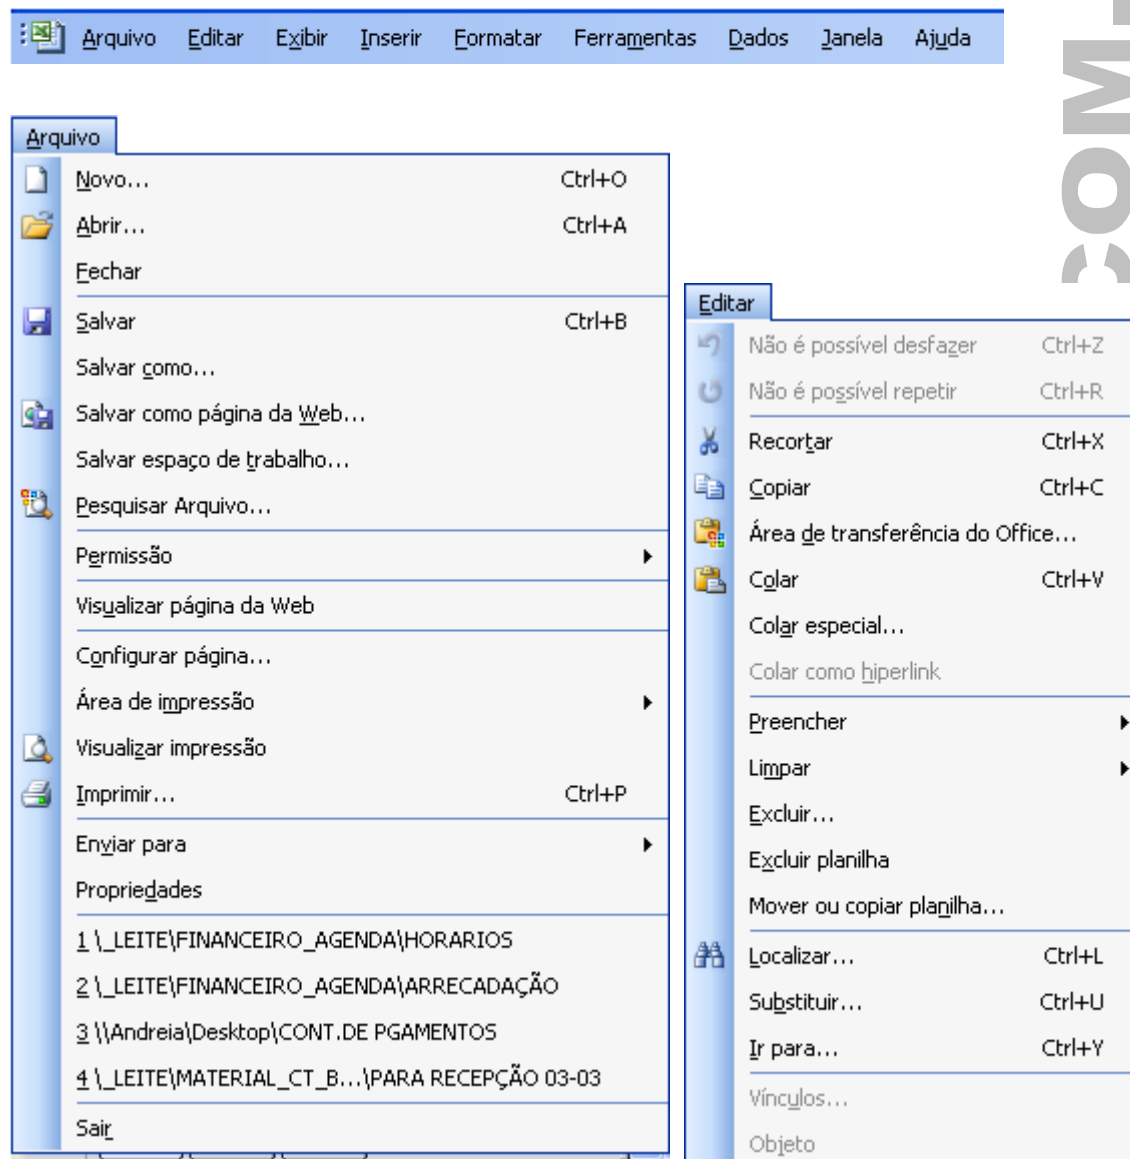 Arquivo Editar Exibir Inserir Formatar Ferramentas Dados Janela Ajuda
Arquivo
Novo... Ctrl+O
Abrir... Ctrl+A
Fechar
Salvar Ctrl+B
Salvar como...
Salvar como página da Web...
Salvar espaço de trabalho...
Pesquisar Arquivo...
Permissão
Visualizar página da Web
Configurar página...
Área de impressão
Visualizar impressão
Imprimir... Ctrl+P
Enviar para
Propriedades
1 \_LEITE\FINANCEIRO_AGENDA\HORARIOS
2 \_LEITE\FINANCEIRO_AGENDA\ARRECADAÇÃO
3 \\Andreia\Desktop\CONT.DE PGAMENTOS
4 \_LEITE\MATERIAL_CT_B...\PARA RECEPÇÃO 03-03
Sair
Editar
Não é possível desfazer Ctrl+Z
Não é possível repetir Ctrl+R
Recortar Ctrl+X
Copiar Ctrl+C
Área de transferência do Office...
Colar Ctrl+V
Colar especial...
Colar como hiperlink
Preencher
Limpar
Excluir...
Excluir planilha
Mover ou copiar planilha...
Localizar... Ctrl+L
Substituir... Ctrl+U
Ir para... Ctrl+Y
Vínculos...
Objeto